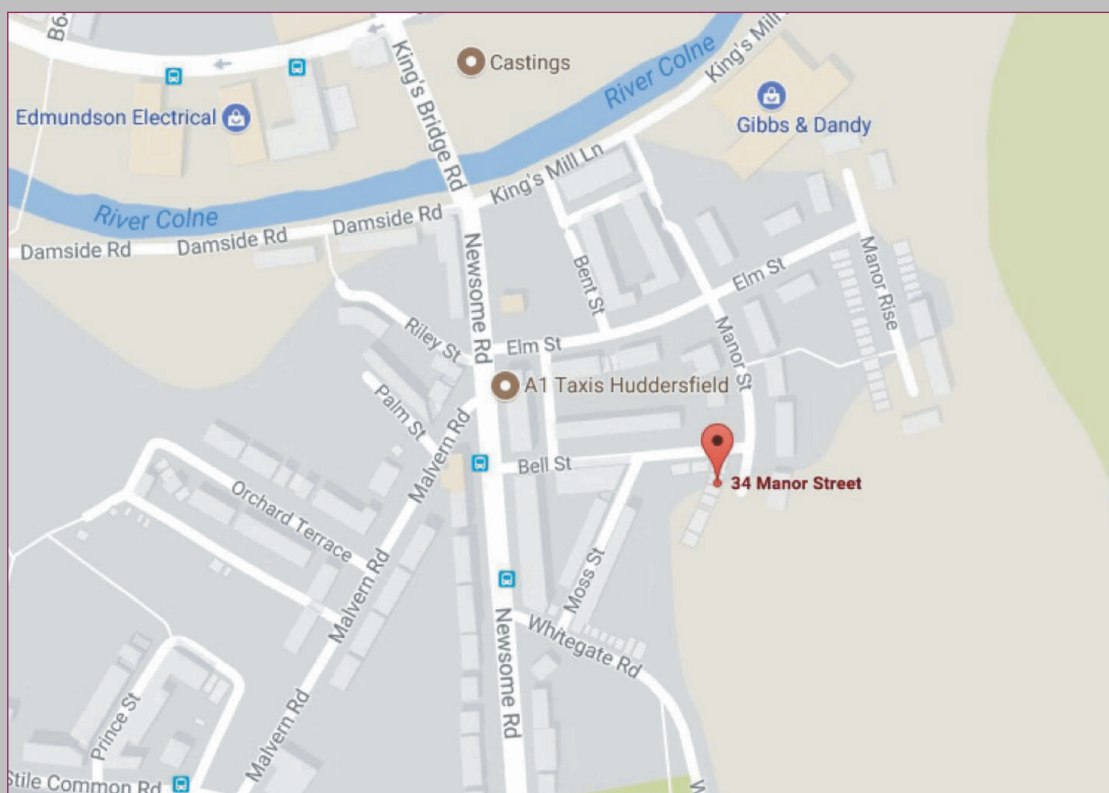 B6
King's Bridge Rd
Castings
River Colne
King's Mill
Edmundson Electrical
Gibbs & Dandy
King's Mill Ln
River Colne
Damside Rd
Damside Rd
Damside Rd
Newsome Rd
Bent St
Elm St
Manor Rise
Riley St
Elm St
Manor St
A1 Taxis Huddersfield
Palm St
Malvern Rd
Bell St
34 Manor Street
Orchard Terrace
Moss St
Malvern Rd
Whitegate Rd
Newsome Rd
Prince St
Malvern Rd
Stile Common Rd
W